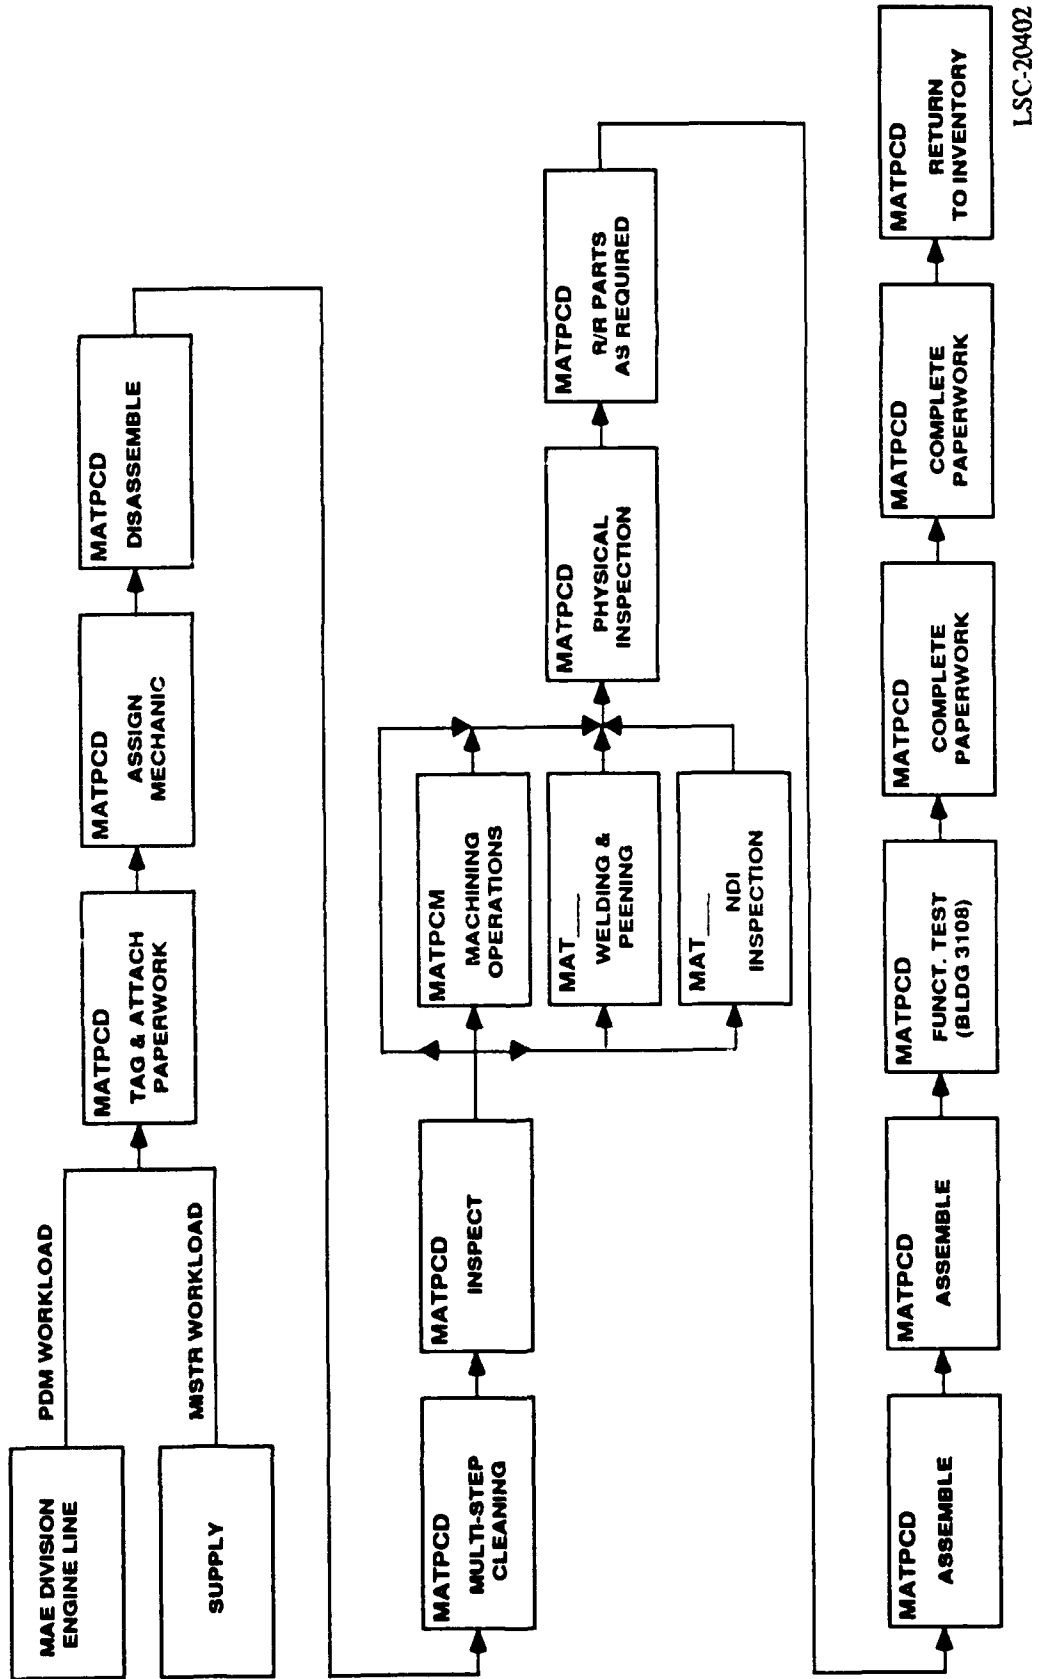 MAE DIVISION
ENGINE LINE
PDM WORKLOAD
SUPPLY
MISTR WORKLOAD
MATPCD
TAG & ATTACH
PAPERWORK
MATPCD
ASSIGN
MECHANIC
MATPCD
DISASSEMBLE
MATPCD
MULTI-STEP
CLEANING
MATPCD
INSPECT
MATPCM
MACHINING
OPERATIONS
MAT___
WELDING &
PEENING
MAT___
NDI
INSPECTION
MATPCD
PHYSICAL
INSPECTION
MATPCD
R/R PARTS
AS REQUIRED
MATPCD
ASSEMBLE
MATPCD
ASSEMBLE
MATPCD
FUNCT. TEST
(BLDG 3108)
MATPCD
COMPLETE
PAPERWORK
MATPCD
COMPLETE
PAPERWORK
MATPCD
RETURN
TO INVENTORY
LSC-20402